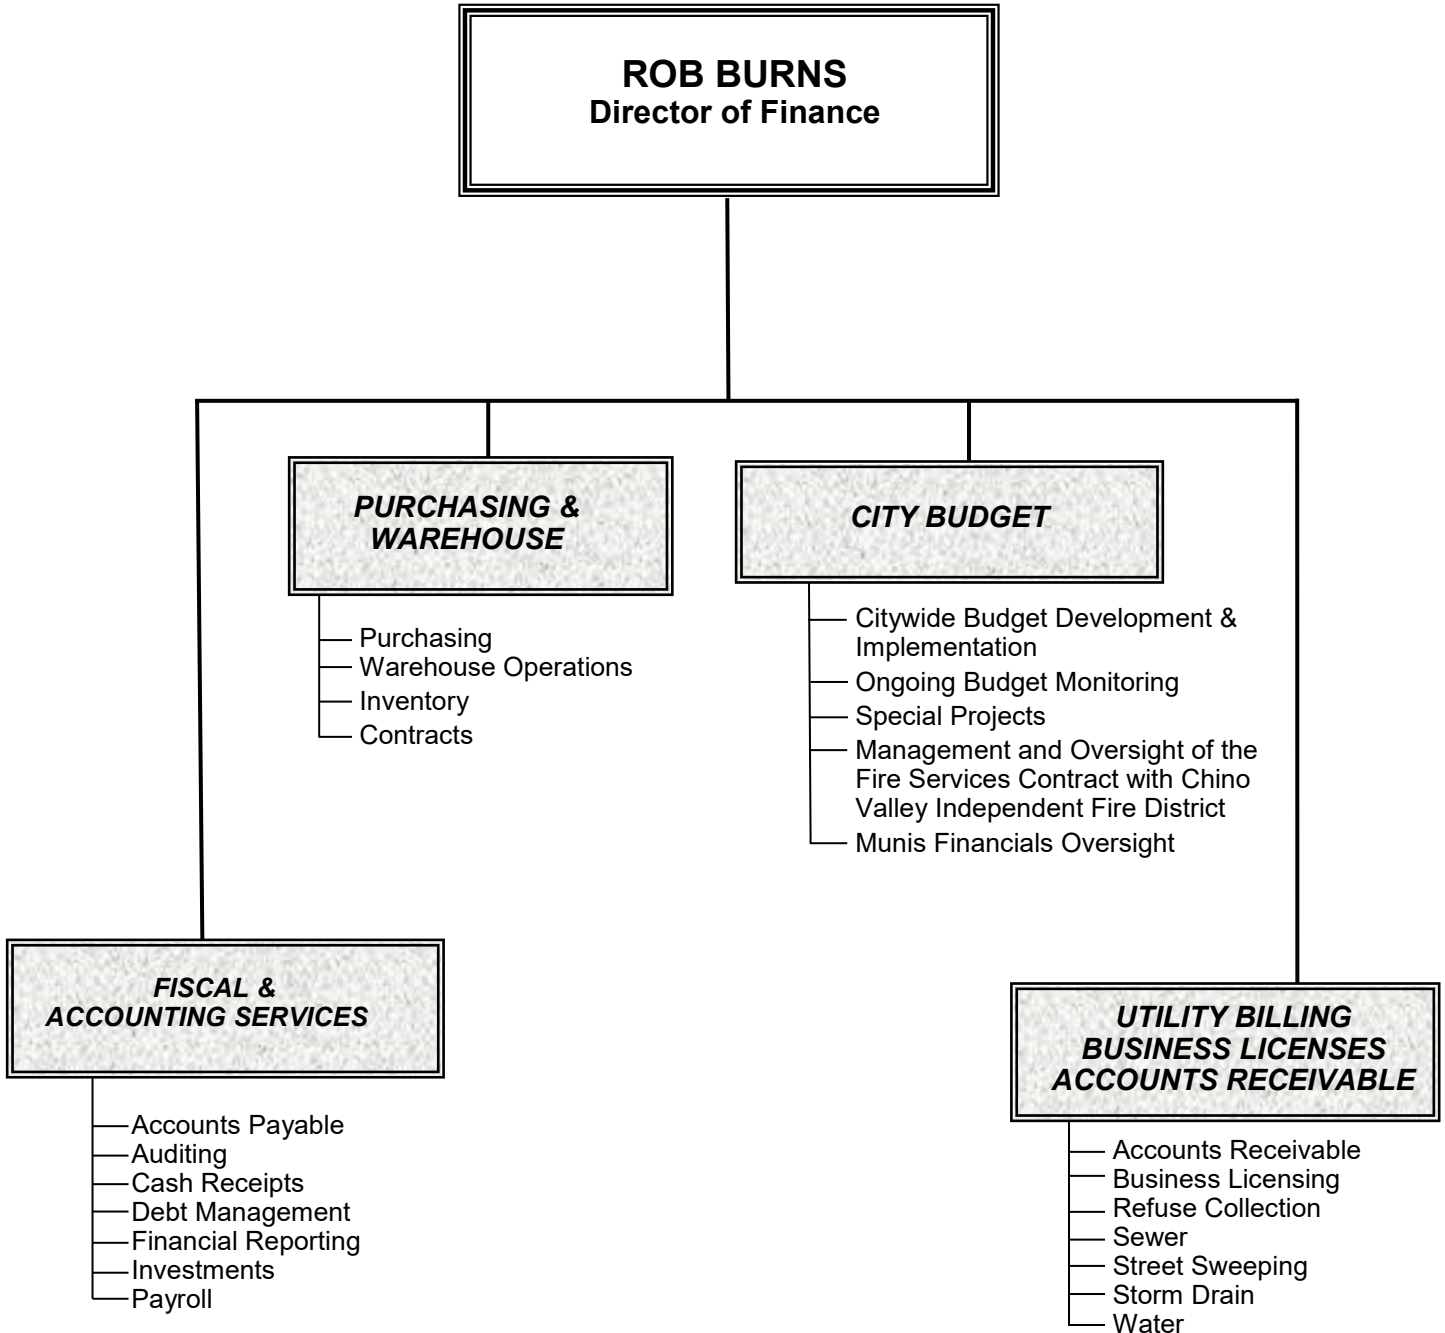 ROB BURNS
Director of Finance
PURCHASING &
WAREHOUSE
Purchasing
Warehouse Operations
Inventory
Contracts
CITY BUDGET
Citywide Budget Development &
Implementation
Ongoing Budget Monitoring
Special Projects
Management and Oversight of the
Fire Services Contract with Chino
Valley Independent Fire District
Munis Financials Oversight
FISCAL &
ACCOUNTING SERVICES
Accounts Payable
Auditing
Cash Receipts
Debt Management
Financial Reporting
Investments
Payroll
UTILITY BILLING
BUSINESS LICENSES
ACCOUNTS RECEIVABLE
Accounts Receivable
Business Licensing
Refuse Collection
Sewer
Street Sweeping
Storm Drain
Water